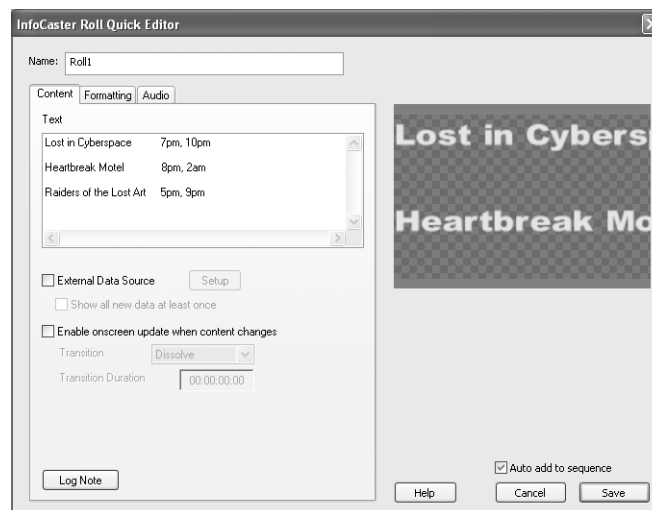 InfoCaster Roll Quick Editor
Name: Roll1
Content Formatting Audio
Text
Lost in Cyberspace 7pm, 10pm
Heartbreak Motel 8pm, 2am
Raiders of the Lost Art 5pm, 9pm
External Data Source Setup
Show all new data at least once
Enable onscreen update when content changes
Transition Dissolve
Transition Duration 00:00:00:00
Log Note
Lost in Cybers
Heartbreak Mo
Auto add to sequence
Help Cancel Save